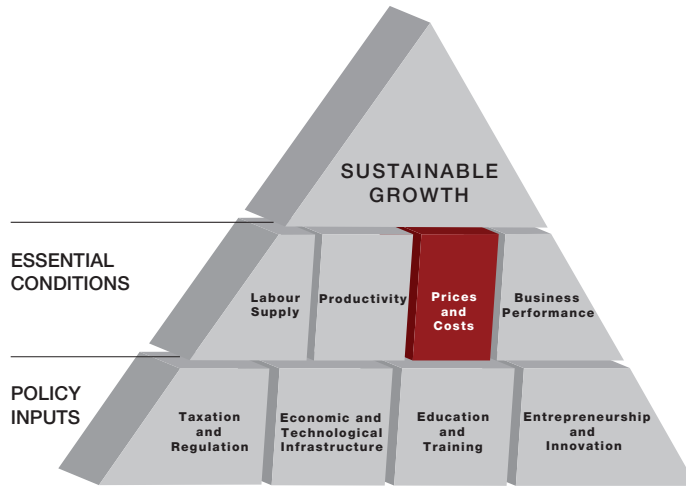 SUSTAINABLE
GROWTH
ESSENTIAL
CONDITIONS
Labour
Supply
Productivity
Prices
and
Costs
Business
Performance
POLICY
INPUTS
Taxation
and
Regulation
Economic and
Technological
Infrastructure
Education
and
Training
Entrepreneurship
and
Innovation